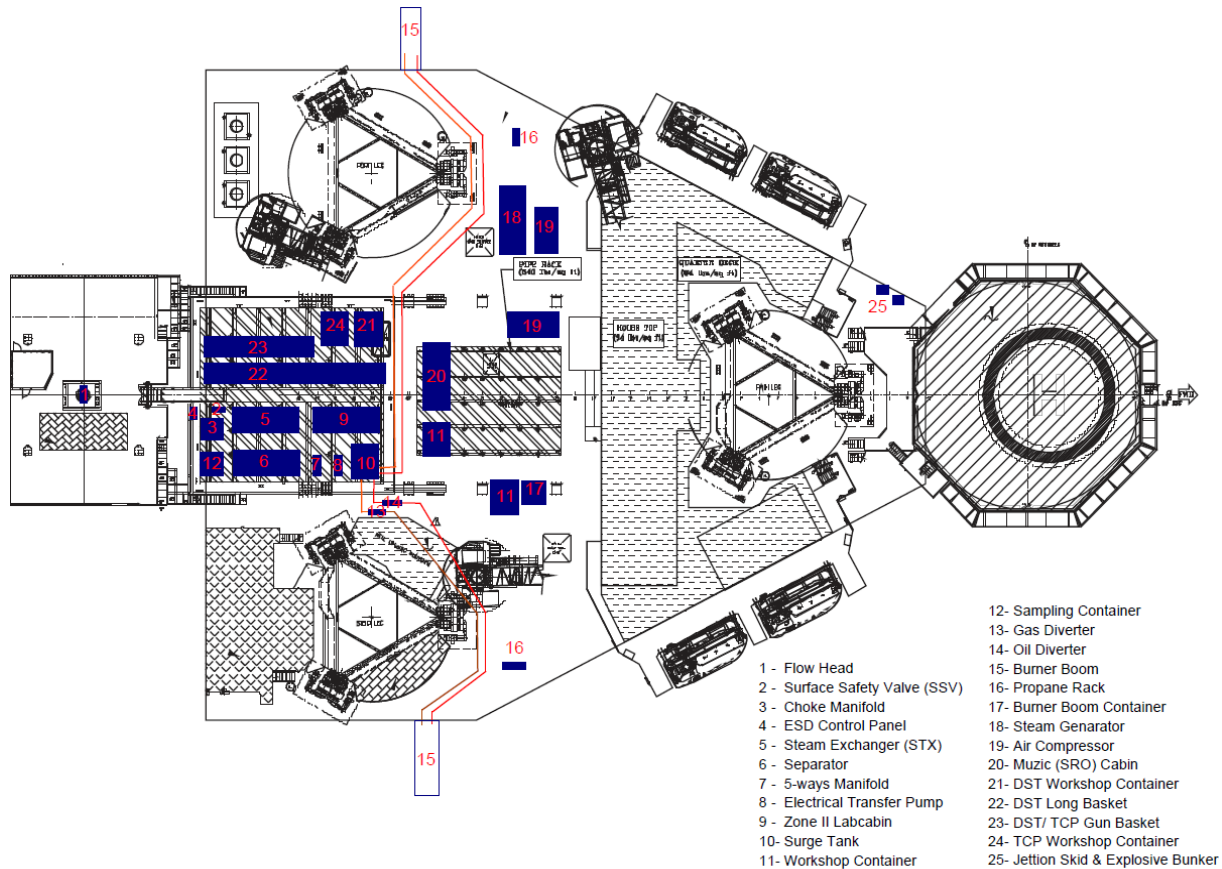 15
16
18
19
PIPE RACK
25
24
21
19
23
22
20
1
4
2
3
5
9
11
12
6
7
8
10
11
17
14
13
H
16
15
1 - Flow Head
2 - Surface Safety Valve (SSV)
3 - Choke Manifold
4 - ESD Control Panel
5 - Steam Exchanger (STX)
6 - Separator
7 - 5-ways Manifold
8 - Electrical Transfer Pump
9 - Zone II Labcabin
10- Surge Tank
11- Workshop Container
12- Sampling Container
13- Gas Diverter
14- Oil Diverter
15- Burner Boom
16- Propane Rack
17- Burner Boom Container
18- Steam Genarator
19- Air Compressor
20- Muzic (SRO) Cabin
21- DST Workshop Container
22- DST Long Basket
23- DST/ TCP Gun Basket
24- TCP Workshop Container
25- Jettion Skid & Explosive Bunker